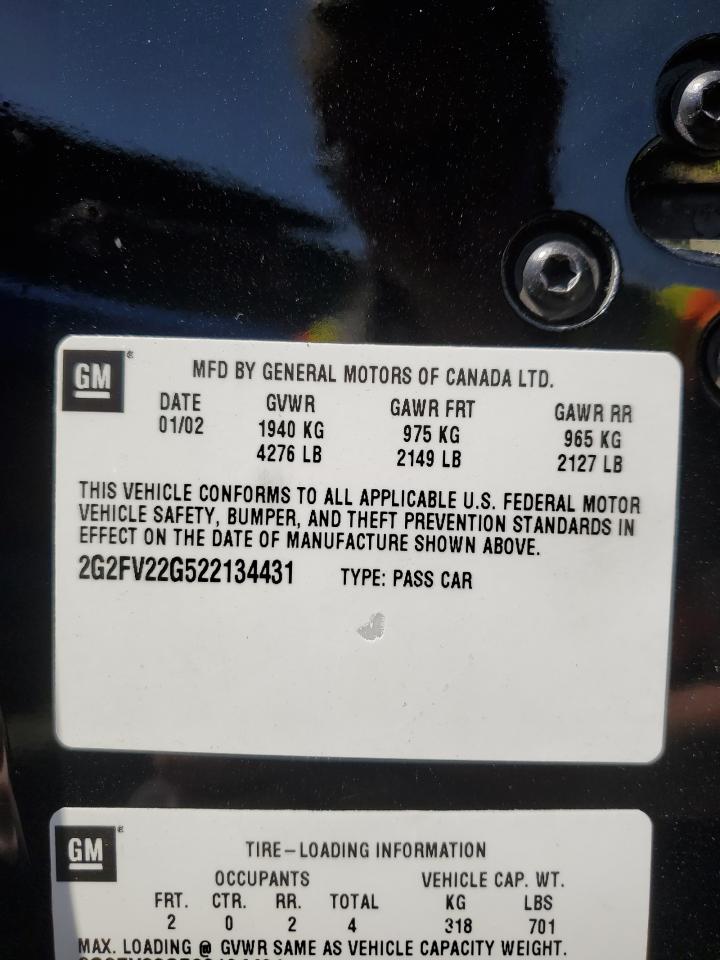 GM®
MFD BY GENERAL MOTORS OF CANADA LTD.
DATE GVWR GAWR FRT GAWR RR
01/02 1940 KG 975 KG 965 KG
4276 LB 2149 LB 2127 LB
THIS VEHICLE CONFORMS TO ALL APPLICABLE U.S. FEDERAL MOTOR
VEHICLE SAFETY, BUMPER, AND THEFT PREVENTION STANDARDS IN
EFFECT ON THE DATE OF MANUFACTURE SHOWN ABOVE.
2G2FV22G522134431 TYPE: PASS CAR
GM®
TIRE-LOADING INFORMATION
OCCUPANTS VEHICLE CAP. WT.
FRT. CTR. RR. TOTAL KG LBS
2 0 2 4 318 701
MAX. LOADING @ GVWR SAME AS VEHICLE CAPACITY WEIGHT.